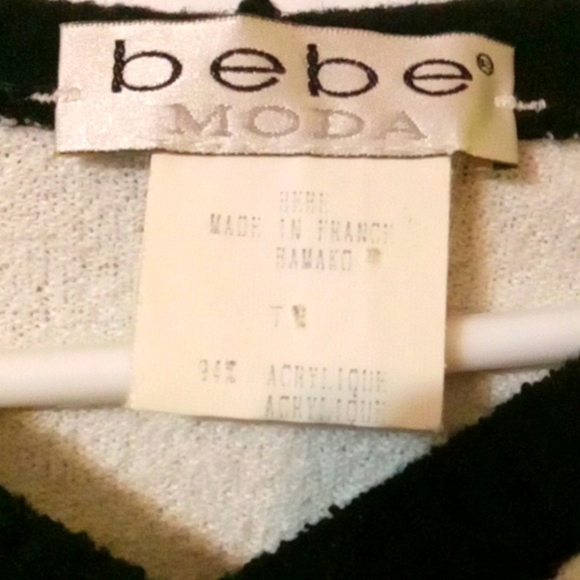 bebe®
MODA
BEBE
MADE IN FRANCE
BAMAKO
T
94% ACRYLIQUE
ACRYLIQUE